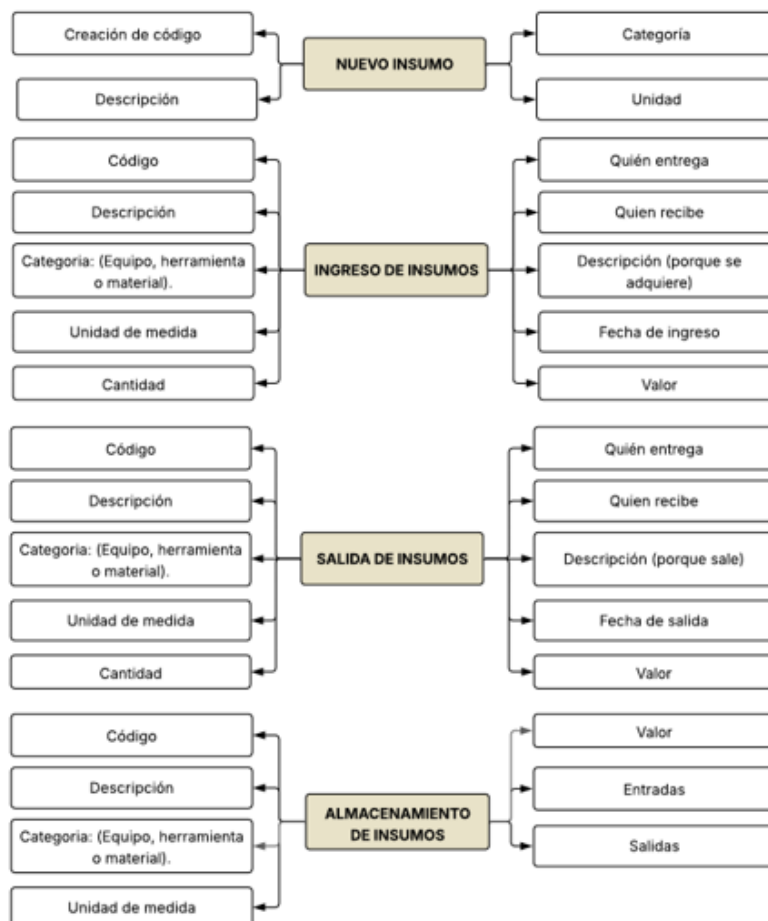 Creación de código
Descripción
NUEVO INSUMO
Categoría
Unidad
Código
Descripción
Categoria: (Equipo, herramienta
o material).
Unidad de medida
Cantidad
INGRESO DE INSUMOS
Quién entrega
Quien recibe
Descripción (porque se
adquiere)
Fecha de ingreso
Valor
Código
Descripción
Categoria: (Equipo, herramienta
o material).
Unidad de medida
Cantidad
SALIDA DE INSUMOS
Quién entrega
Quien recibe
Descripción (porque sale)
Fecha de salida
Valor
Código
Descripción
Categoria: (Equipo, herramienta
o material).
Unidad de medida
ALMACENAMIENTO
DE INSUMOS
Valor
Entradas
Salidas